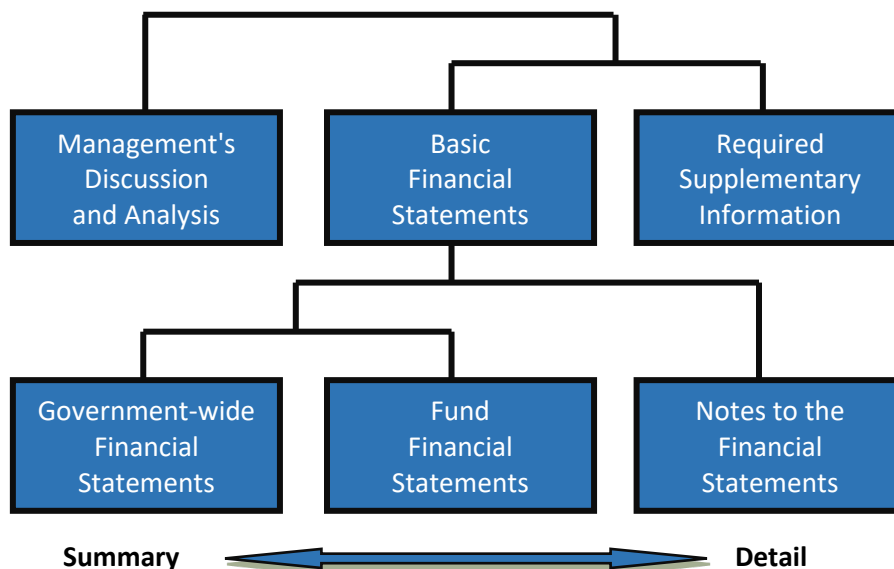 Management's
Discussion
and Analysis
Basic
Financial
Statements
Required
Supplementary
Information
Government-wide
Financial
Statements
Fund
Financial
Statements
Notes to the
Financial
Statements
Summary
Detail